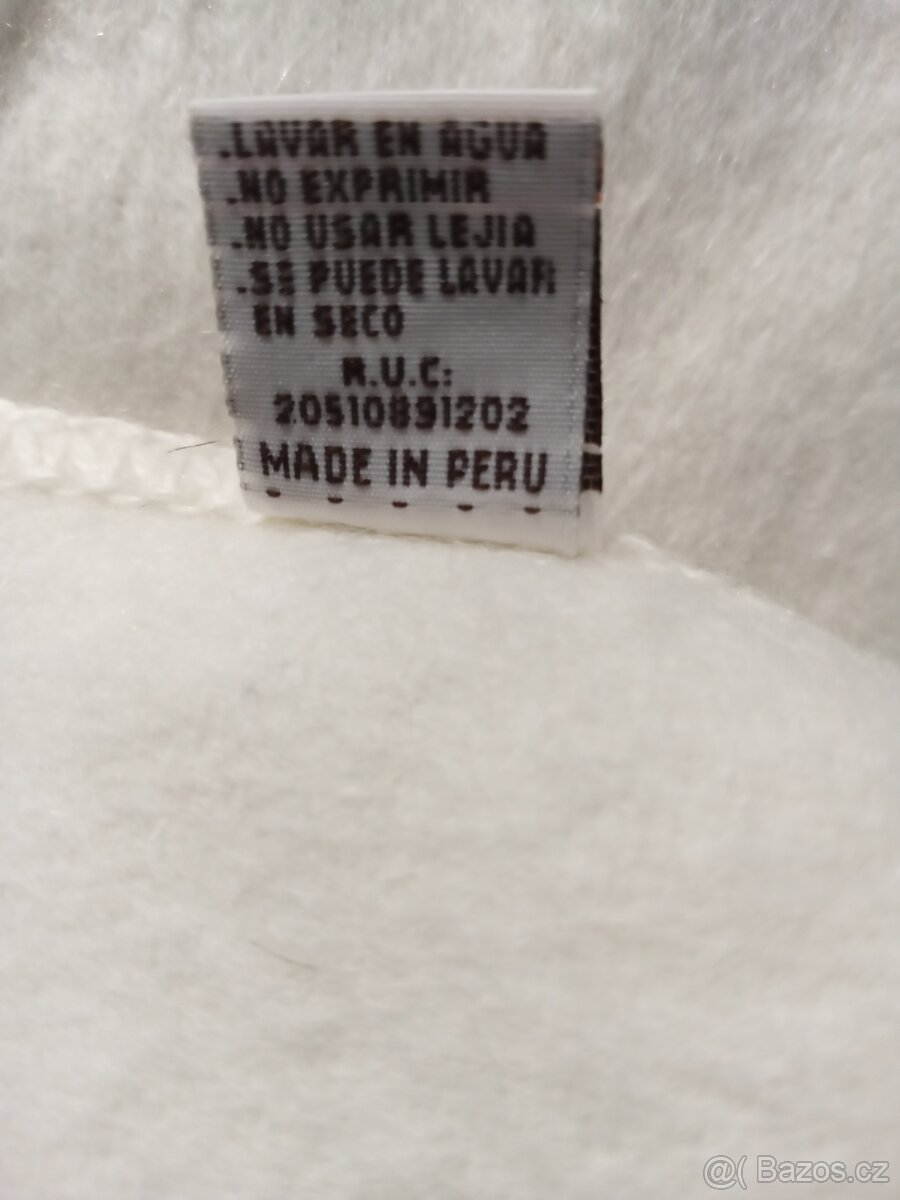 .LAVAR EN AGUA
.NO EXPRIMIR
.NO USAR LEJIA
.SE PUEDE LAVAR
EN SECO
R.U.C:
20510891202
MADE IN PERU
@( Bazos.cz